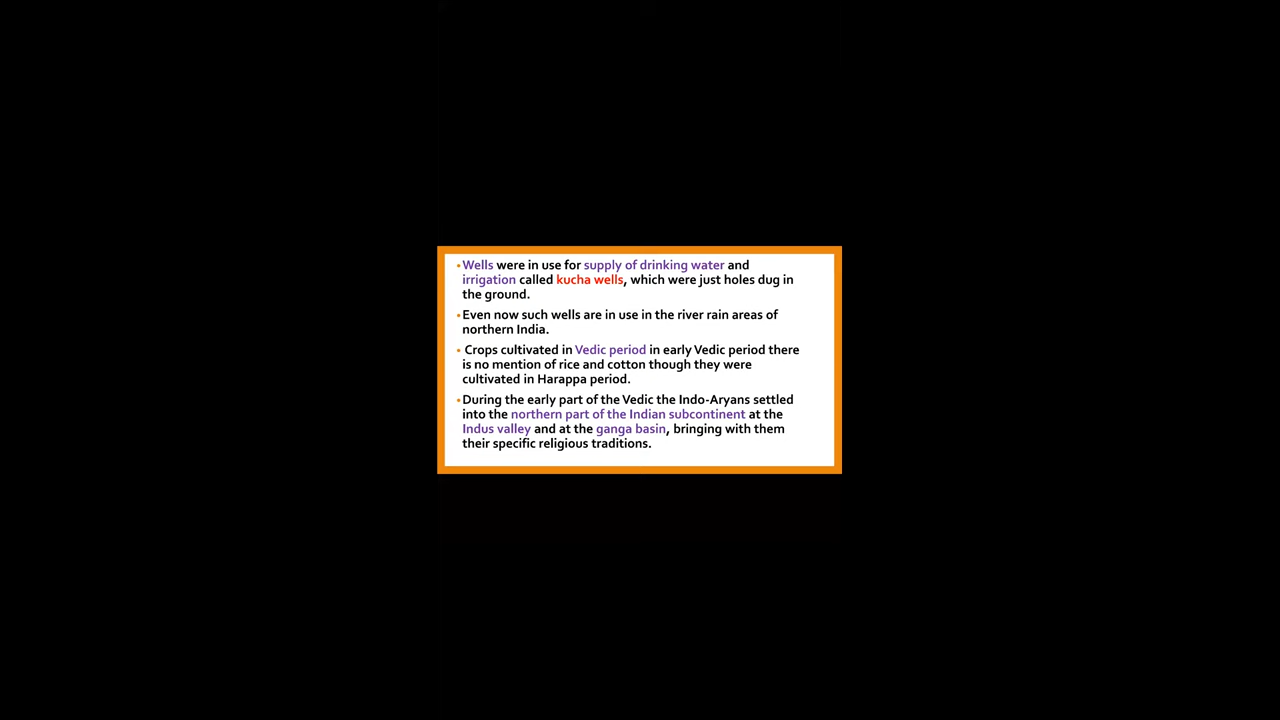 •Wells were in use for supply of drinking water and
irrigation called kucha wells, which were just holes dug in
the ground.
•Even now such wells are in use in the river rain areas of
northern India.
• Crops cultivated in Vedic period in early Vedic period there
is no mention of rice and cotton though they were
cultivated in Harappa period.
•During the early part of the Vedic the Indo-Aryans settled
into the northern part of the Indian subcontinent at the
Indus valley and at the ganga basin, bringing with them
their specific religious traditions.